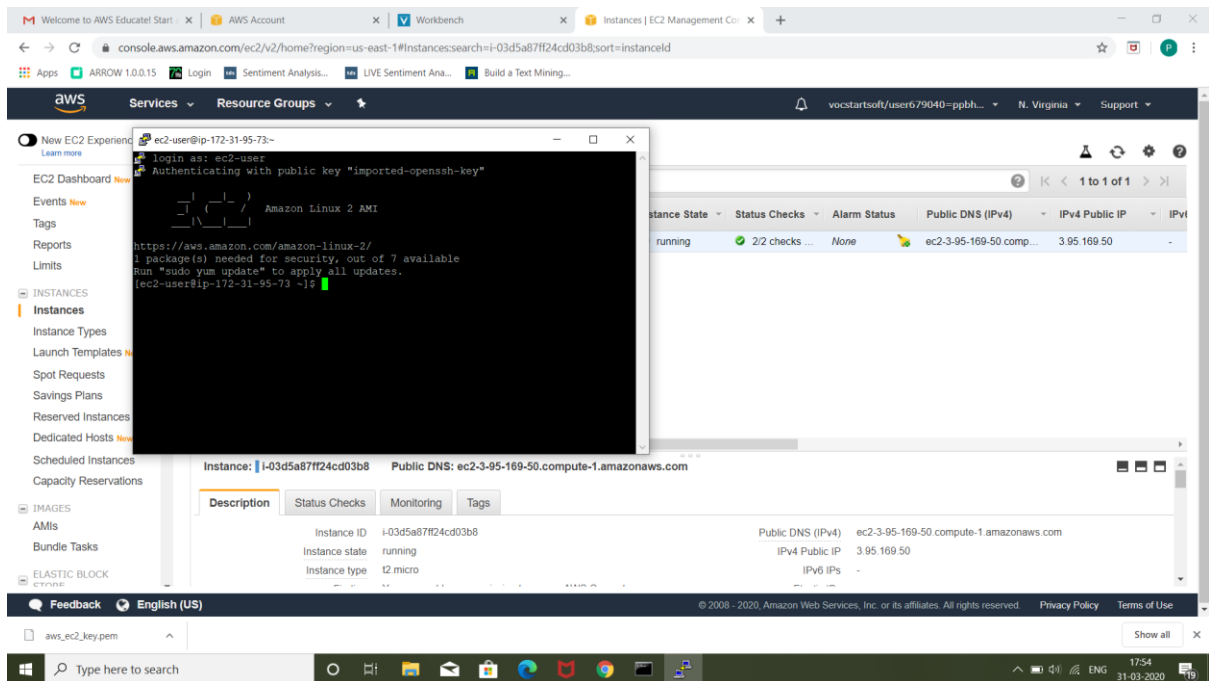 Welcome to AWS Educate! Start
AWS Account
Workbench
Instances | EC2 Management Con
console.aws.amazon.com/ec2/v2/home?region=us-east-1#Instances:search=i-03d5a87ff24cd03b8;sort=instanceId
Apps ARROW 1.0.0.15 Login Sentiment Analysis... LIVE Sentiment Ana... Build a Text Mining...
aws Services Resource Groups vocstartsoft/user679040=ppbh... N. Virginia Support
New EC2 Experienc
Learn more
EC2 Dashboard New
Events New
Tags
Reports
Limits
INSTANCES
Instances
Instance Types
Launch Templates
Spot Requests
Savings Plans
Reserved Instances
Dedicated Hosts New
Scheduled Instances
Capacity Reservations
IMAGES
AMIs
Bundle Tasks
ELASTIC BLOCK
ec2-user@ip-172-31-95-73:~
login as: ec2-user
Authenticating with public key "imported-openssh-key"
Amazon Linux 2 AMI
https://aws.amazon.com/amazon-linux-2/
1 package(s) needed for security, out of 7 available
Run "sudo yum update" to apply all updates.
[ec2-user@ip-172-31-95-73 ~]$
1 to 1 of 1
stance State Status Checks Alarm Status Public DNS (IPv4) IPv4 Public IP IPv6
running 2/2 checks ... None ec2-3-95-169-50.comp... 3.95.169.50 -
Instance: i-03d5a87ff24cd03b8 Public DNS: ec2-3-95-169-50.compute-1.amazonaws.com
Description Status Checks Monitoring Tags
Instance ID i-03d5a87ff24cd03b8 Public DNS (IPv4) ec2-3-95-169-50.compute-1.amazonaws.com
Instance state running IPv4 Public IP 3.95.169.50
Instance type t2.micro IPv6 IPs -
Feedback English (US) © 2008 - 2020, Amazon Web Services, Inc. or its affiliates. All rights reserved. Privacy Policy Terms of Use
aws_ec2_key.pem Show all
Type here to search ENG 17:54
31-03-2020
19